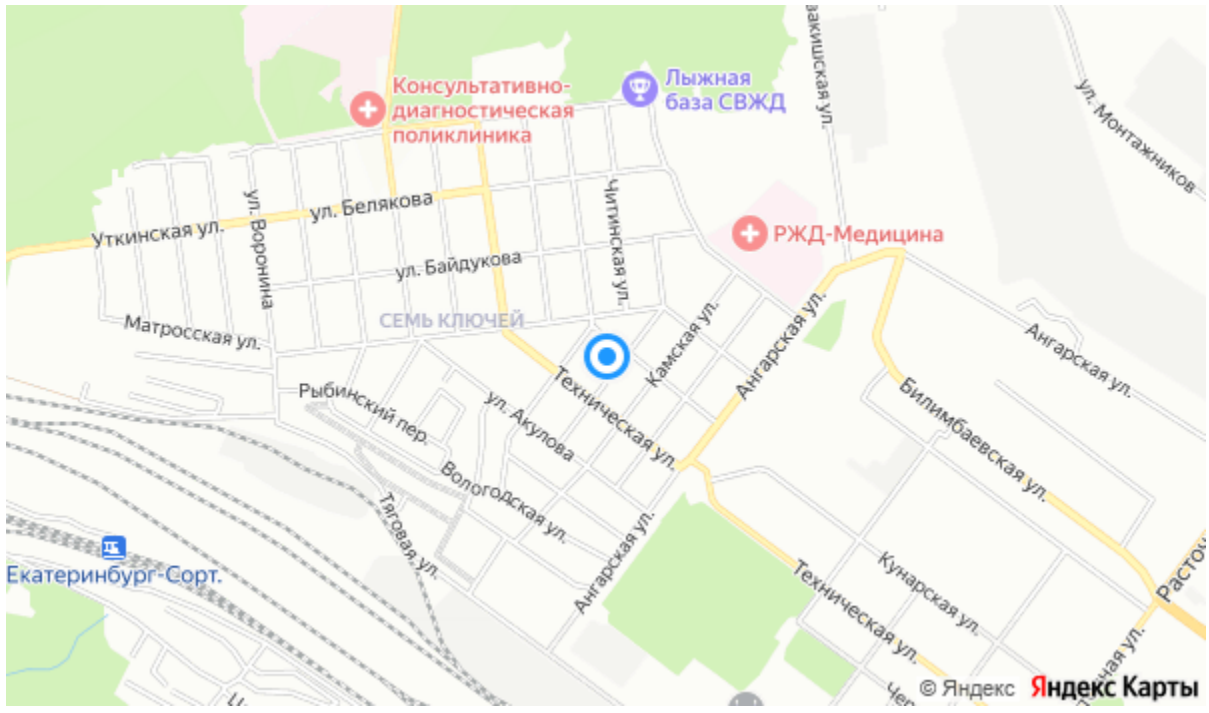 Консультативно-
диагностическая
поликлиника
Лыжная
база СВЖД
ул. Монтажников
Уткинская ул.
ул. Белякова
ул. Воронина
Читинская ул.
РЖД-Медицина
ул. Байдукова
СЕМЬ КЛЮЧЕЙ
Матросская ул.
Камская ул.
Ангарская ул.
Ангарская ул.
Рыбинский пер.
ул. Акулова
Техническая ул.
Билимбаевская ул.
Вологодская ул.
Тяговая ул.
Ангарская ул.
Екатеринбург-Сорт.
Кунарская ул.
Техническая ул.
© Яндекс Яндекс Карты